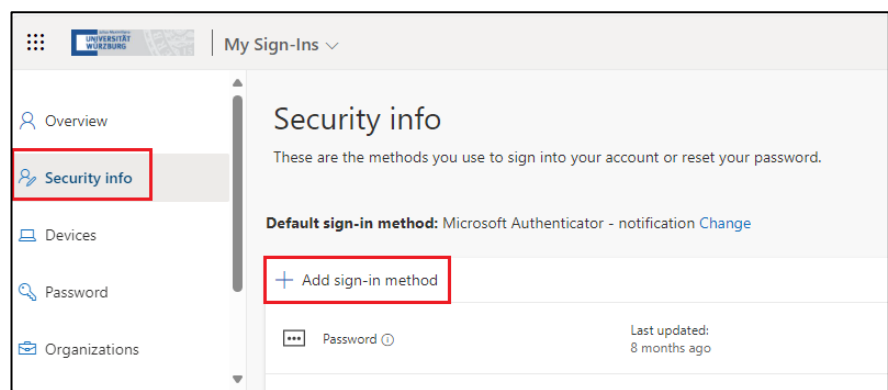 UNIVERSITÄT
WÜRZBURG
My Sign-Ins
Overview
Security info
Devices
Password
Organizations
Security info
These are the methods you use to sign into your account or reset your password.
Default sign-in method: Microsoft Authenticator - notification Change
+ Add sign-in method
Password
Last updated:
8 months ago